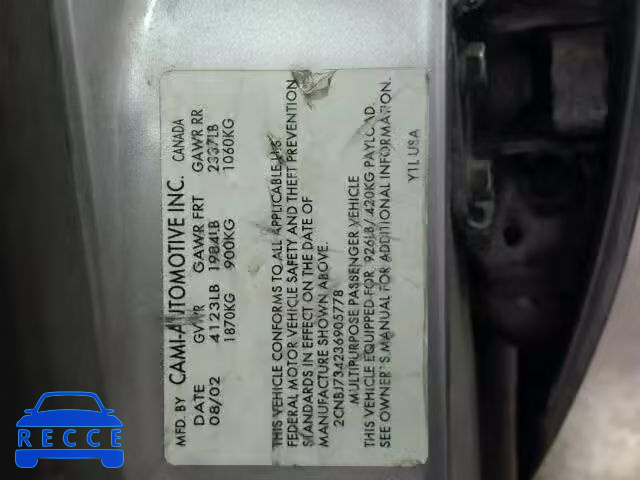 MFD. BY CAMI AUTOMOTIVE INC. CANADA
DATE GVWR GAWR FRT GAWR RR
08/02 4123LB 1984LB 2337LB
1870KG 900KG 1060KG
THIS VEHICLE CONFORMS TO ALL APPLICABLE U.S
FEDERAL MOTOR VEHICLE SAFETY AND THEFT PREVENTION
STANDARDS IN EFFECT ON THE DATE OF
MANUFACTURE SHOWN ABOVE.
2CNBJ734236905778
MULTIPURPOSE PASSENGER VEHICLE
THIS VEHICLE EQUIPPED FOR 926LB/ 420KG PAYLOAD.
SEE OWNER'S MANUAL FOR ADDITIONAL INFORMATION.
Y1L USA
RECCE